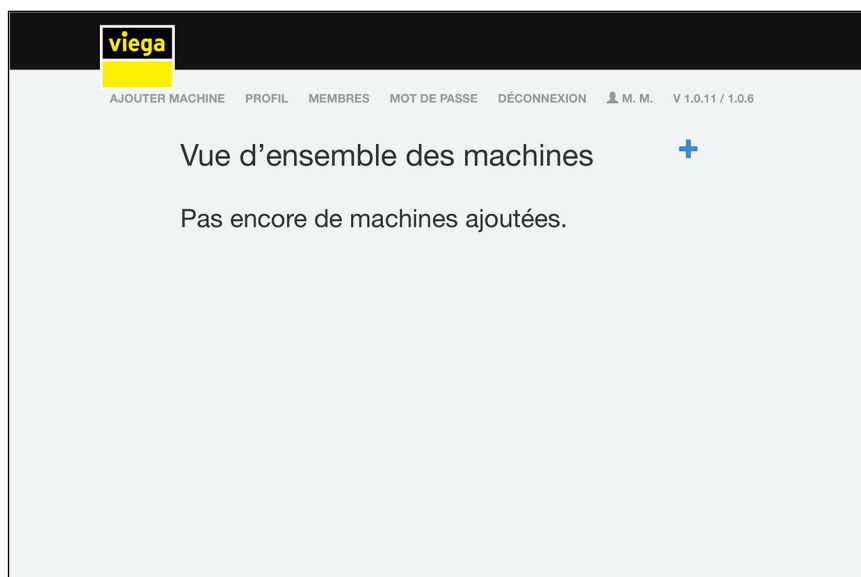 viega
AJOUTER MACHINE PROFIL MEMBRES MOT DE PASSE DÉCONNEXION M. M. V 1.0.11 / 1.0.6
Vue d’ensemble des machines
Pas encore de machines ajoutées.